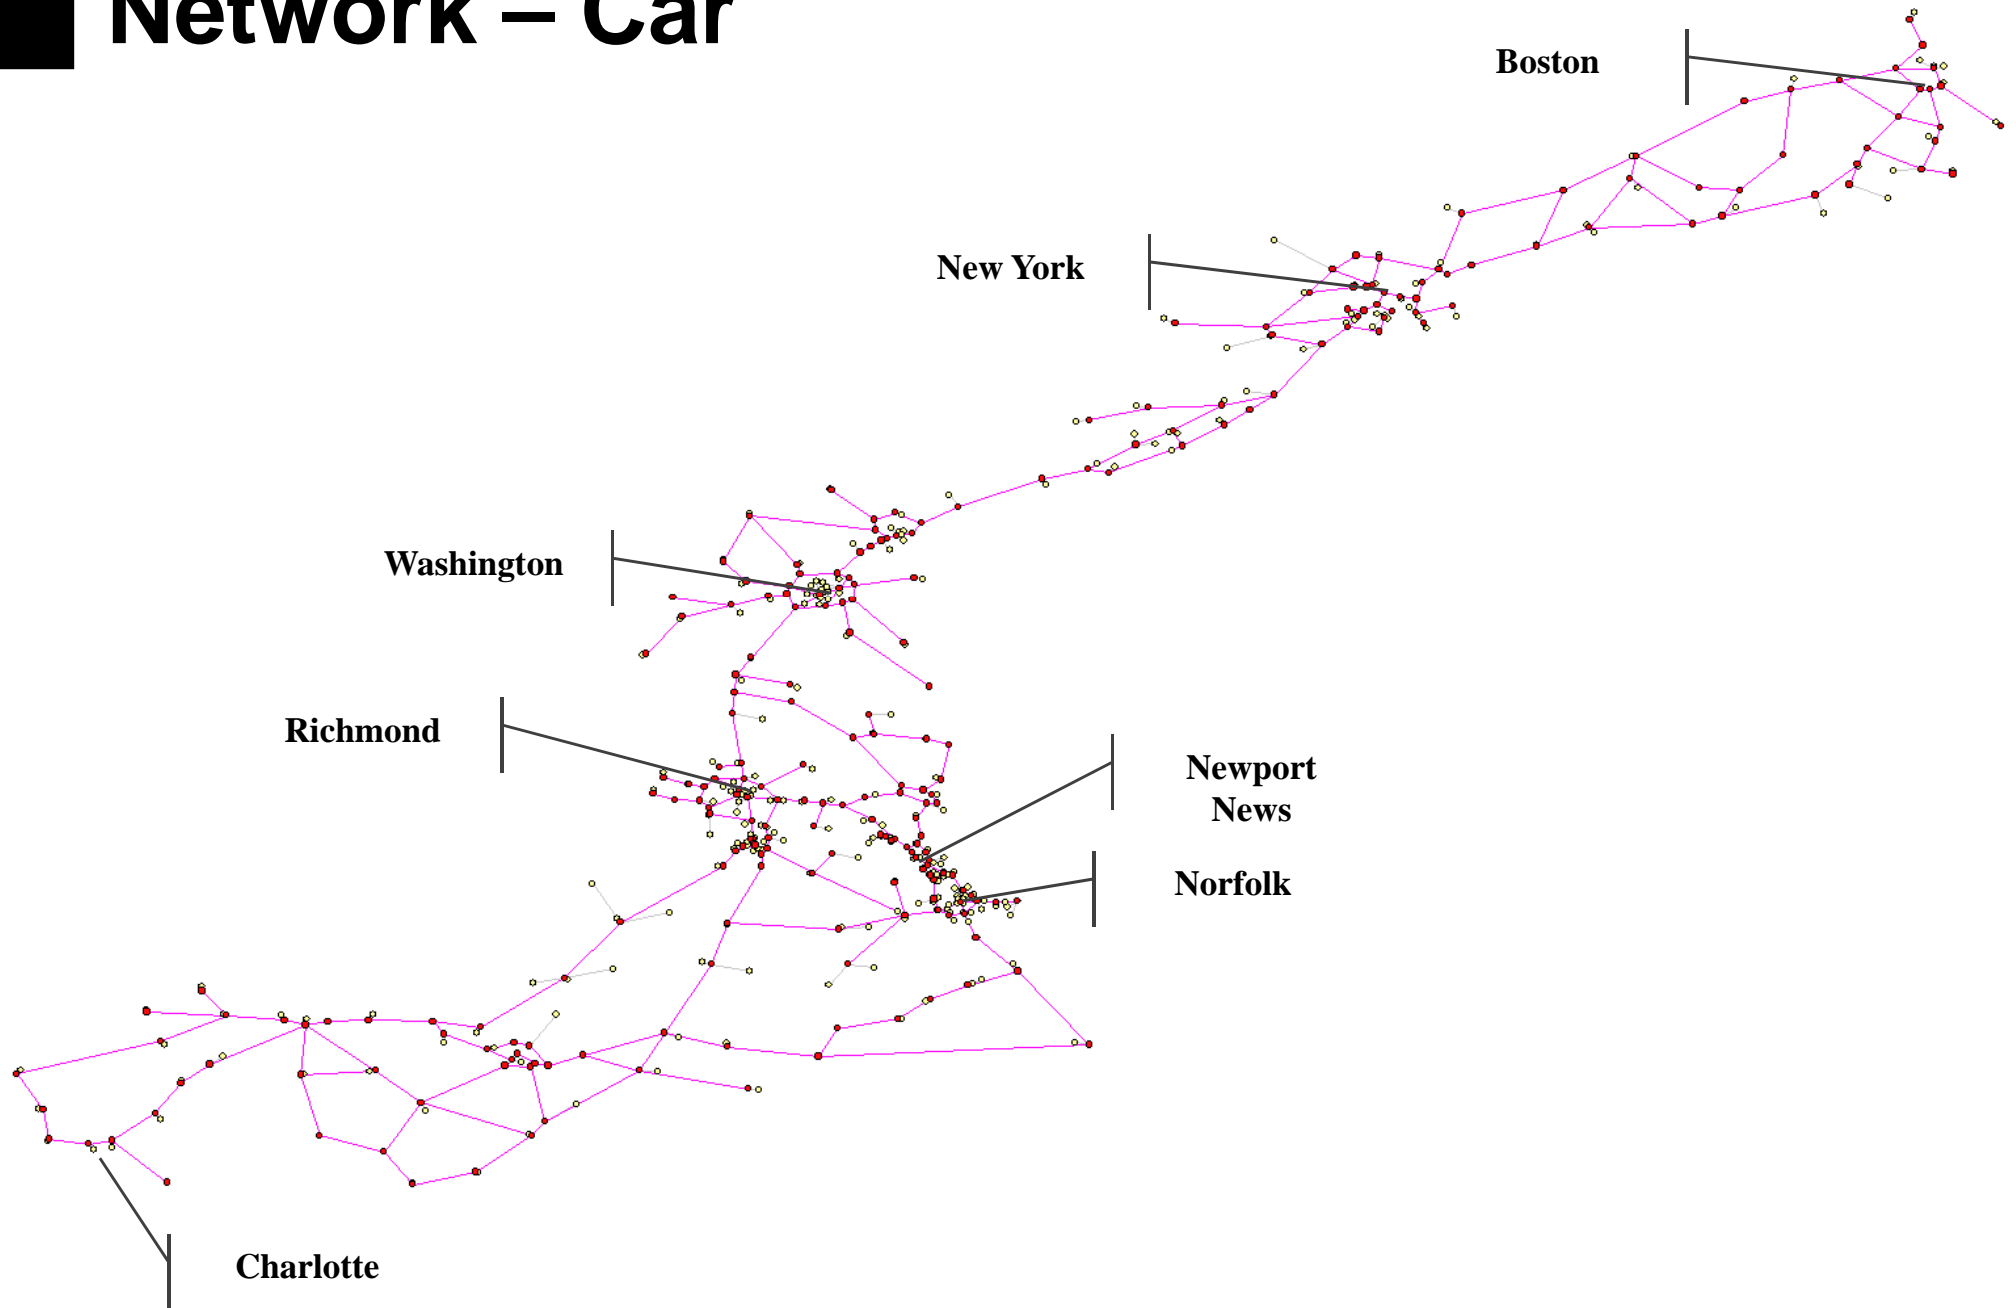 Network – Car
Boston
New York
Washington
Richmond
Newport
News
Norfolk
Charlotte